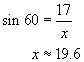 sin 60 = 17/x
x ≈ 19.6